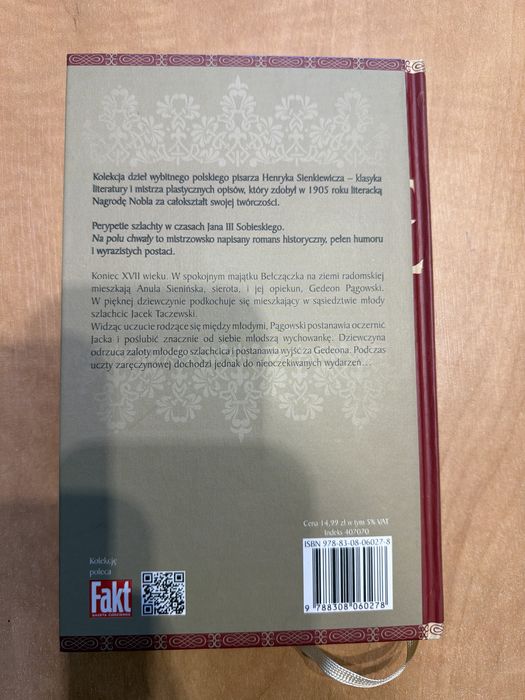 Kolekcja dzieł wybitnego polskiego pisarza Henryka Sienkiewicza – klasyka
literatury i mistrza plastycznych opisów, który zdobył w 1905 roku literacką
Nagrodę Nobla za całokształt swojej twórczości.
Perypetie szlachty w czasach Jana III Sobieskiego.
Na polu chwały to mistrzowsko napisany romans historyczny, pełen humoru
i wyrazistych postaci.
Koniec XVII wieku. W spokojnym majątku Bełczączka na ziemi radomskiej
mieszkają Anula Sienińska, sierota, i jej opiekun, Gedeon Pągowski.
W pięknej dziewczynie podkochuje się mieszkający w sąsiedztwie młody
szlachcic Jacek Taczewski.
Widząc uczucie rodzące się między młodymi, Pągowski postanawia oczernić
Jacka i poślubić znacznie od siebie młodszą wychowankę. Dziewczyna
odrzuca zaloty młodego szlachcica i postanawia wyjść za Gedeona. Podczas
uczty zaręczynowej dochodzi jednak do nieoczekiwanych wydarzeń…
Cena 14,99 zł w tym 5% VAT
Indeks 407070
ISBN 978-83-08-06027-8
9 788308 060278
Kolekcję
poleca
Fakt
GAZETA CODZIENNA